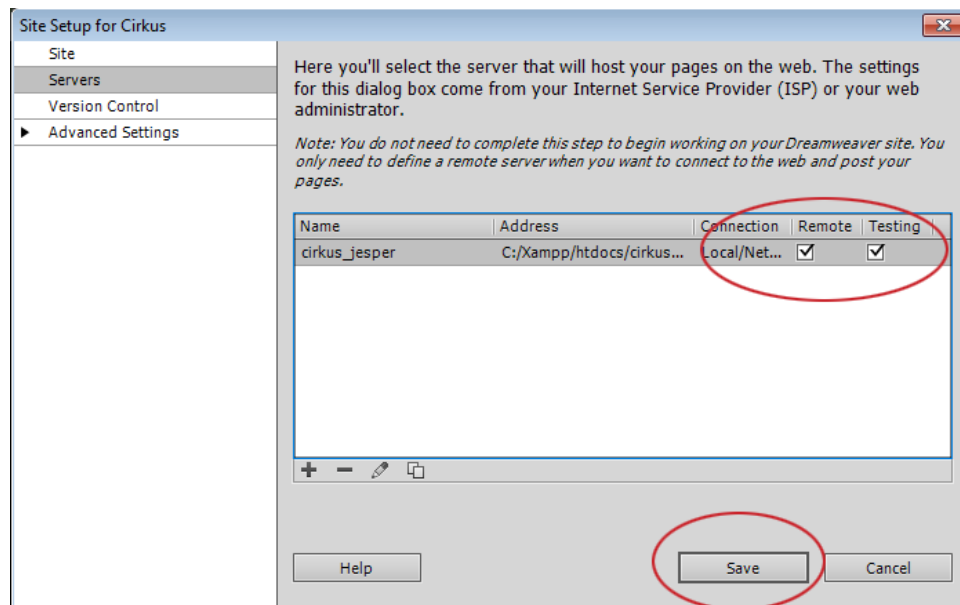 Site Setup for Cirkus
Site
Servers
Version Control
Advanced Settings
Here you'll select the server that will host your pages on the web. The settings
for this dialog box come from your Internet Service Provider (ISP) or your web
administrator.
Note: You do not need to complete this step to begin working on your Dreamweaver site. You
only need to define a remote server when you want to connect to the web and post your
pages.
Name Address Connection Remote Testing
cirkus_jesper C:/Xampp/htdocs/cirkus... Local/Net...
Help Save Cancel